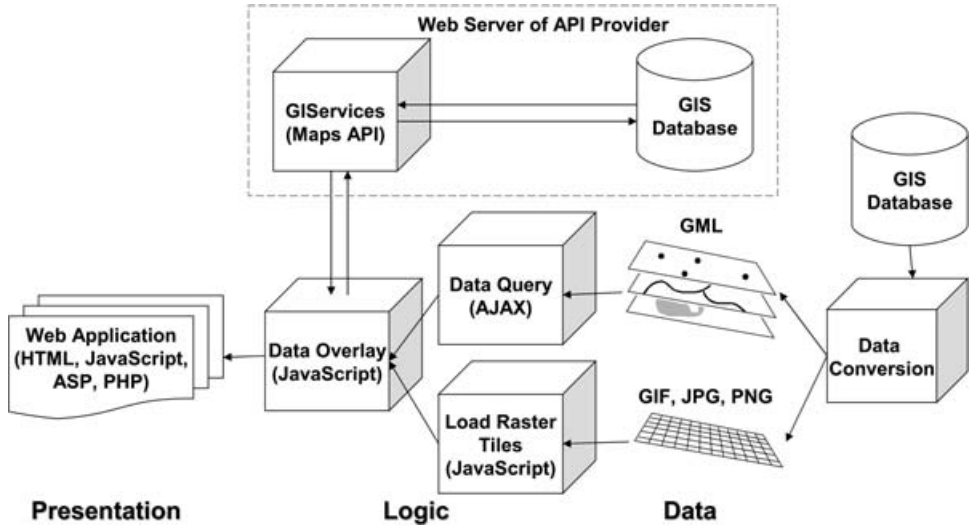 Web Server of API Provider
GIServices
(Maps API)
GIS
Database
GIS
Database
GML
Data Query
(AJAX)
Web Application
(HTML, JavaScript,
ASP, PHP)
Data Overlay
(JavaScript)
Data
Conversion
GIF, JPG, PNG
Load Raster
Tiles
(JavaScript)
Presentation
Logic
Data